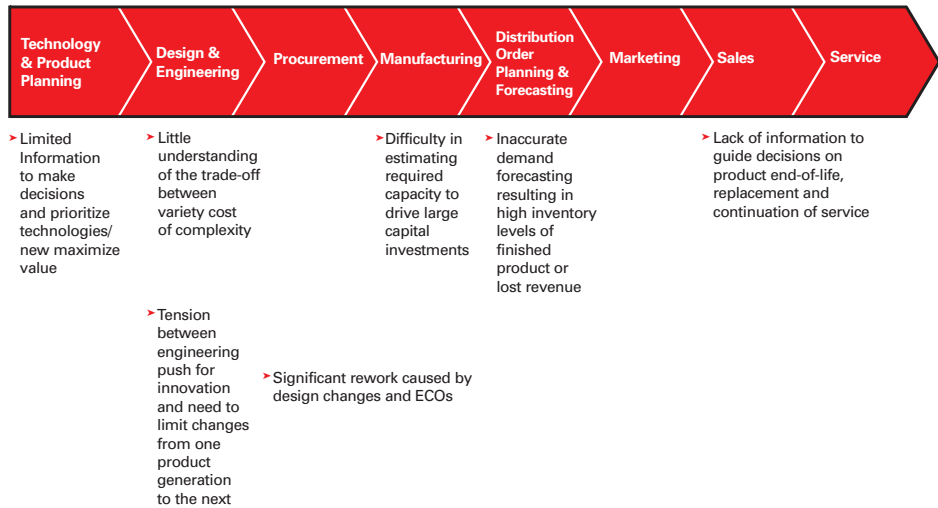 Technology
& Product
Planning
Design &
Engineering
Procurement
Manufacturing
Distribution
Order
Planning &
Forecasting
Marketing
Sales
Service
➤ Limited
Information
to make
decisions
and prioritize
technologies/
new maximize
value
➤ Little
understanding
of the trade-off
between
variety cost
of complexity
➤ Tension
between
engineering
push for
innovation
and need to
limit changes
from one
product
generation
to the next
➤ Significant rework caused by
design changes and ECOs
➤ Difficulty in
estimating
required
capacity to
drive large
capital
investments
➤ Inaccurate
demand
forecasting
resulting in
high inventory
levels of
finished
product or
lost revenue
➤ Lack of information to
guide decisions on
product end-of-life,
replacement and
continuation of service